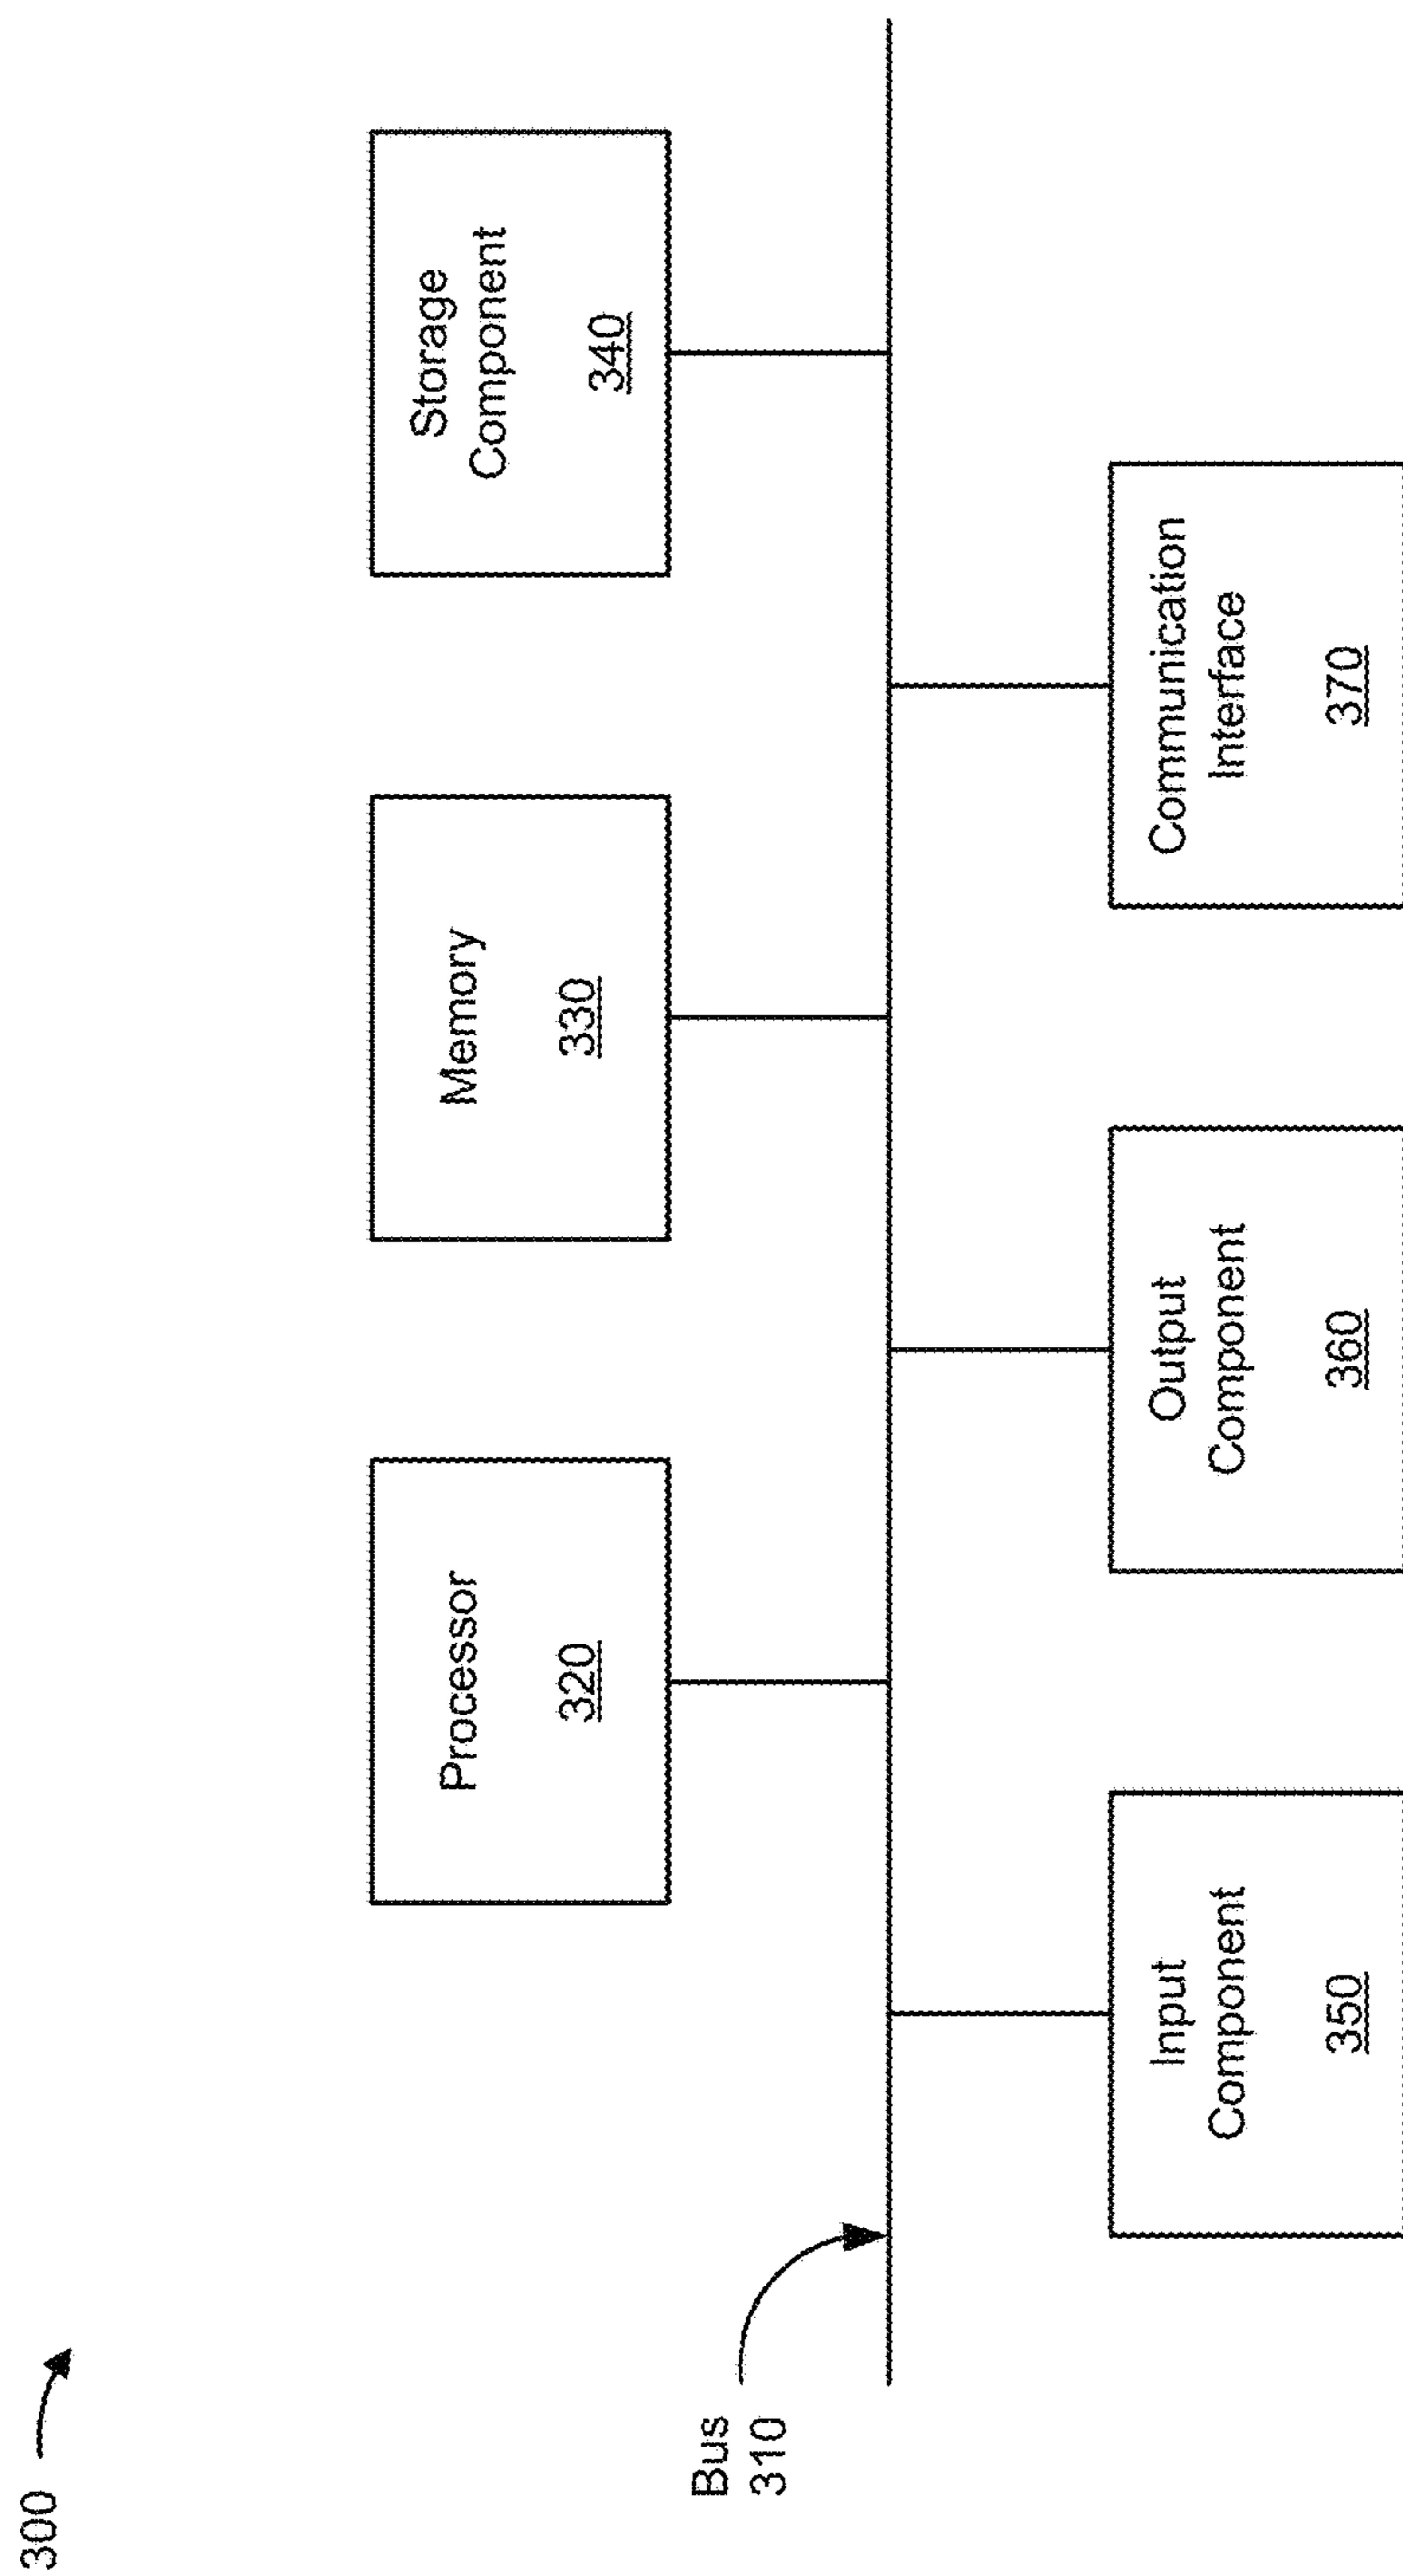 300
Processor
320
Memory
330
Storage
Component
340
Bus
310
Input
Component
350
Output
Component
360
Communication
Interface
370